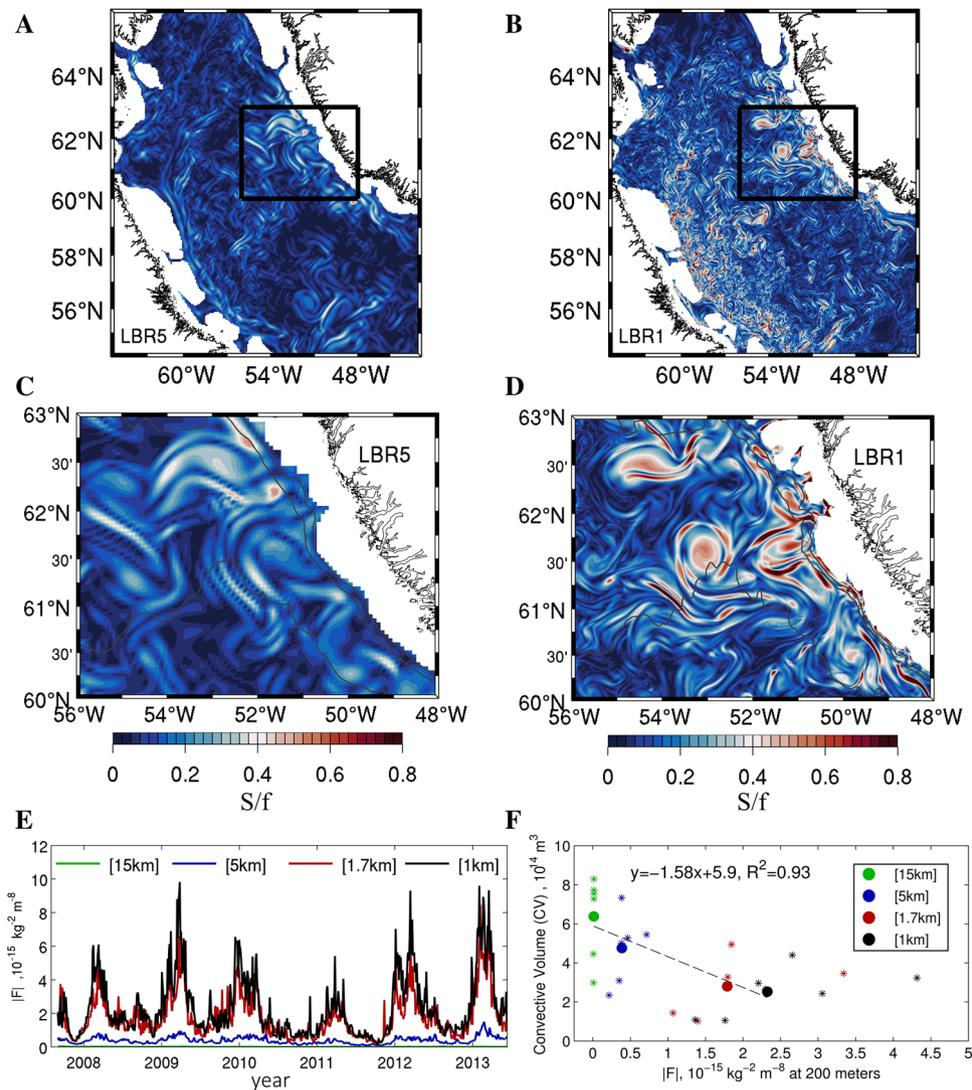 A
B
64°N
62°N
60°N
58°N
56°N
LBR5
60°W
54°W
48°W
64°N
62°N
60°N
58°N
56°N
LBR1
60°W
54°W
48°W
C
D
63°N
30'
62°N
30'
61°N
30'
60°N
LBR5
56°W
54°W
52°W
50°W
48°W
63°N
30'
62°N
30'
61°N
30'
60°N
LBR1
56°W
54°W
52°W
50°W
48°W
0
0.2
0.4
0.6
0.8
S/f
0
0.2
0.4
0.6
0.8
S/f
E
F
12
10
8
6
4
2
0
|F| ,10⁻¹⁵ kg⁻² m⁻⁸
[15km]
[5km]
[1.7km]
[1km]
2008
2009
2010
2011
2012
2013
year
10
8
6
4
2
0
Convective Volume (CV) , 10¹⁴ m³
y=−1.58x+5.9, R²=0.93
[15km]
[5km]
[1.7km]
[1km]
0
0.5
1
1.5
2
2.5
3
3.5
4
4.5
5
|F|, 10⁻¹⁵ kg⁻² m⁻⁸ at 200 meters